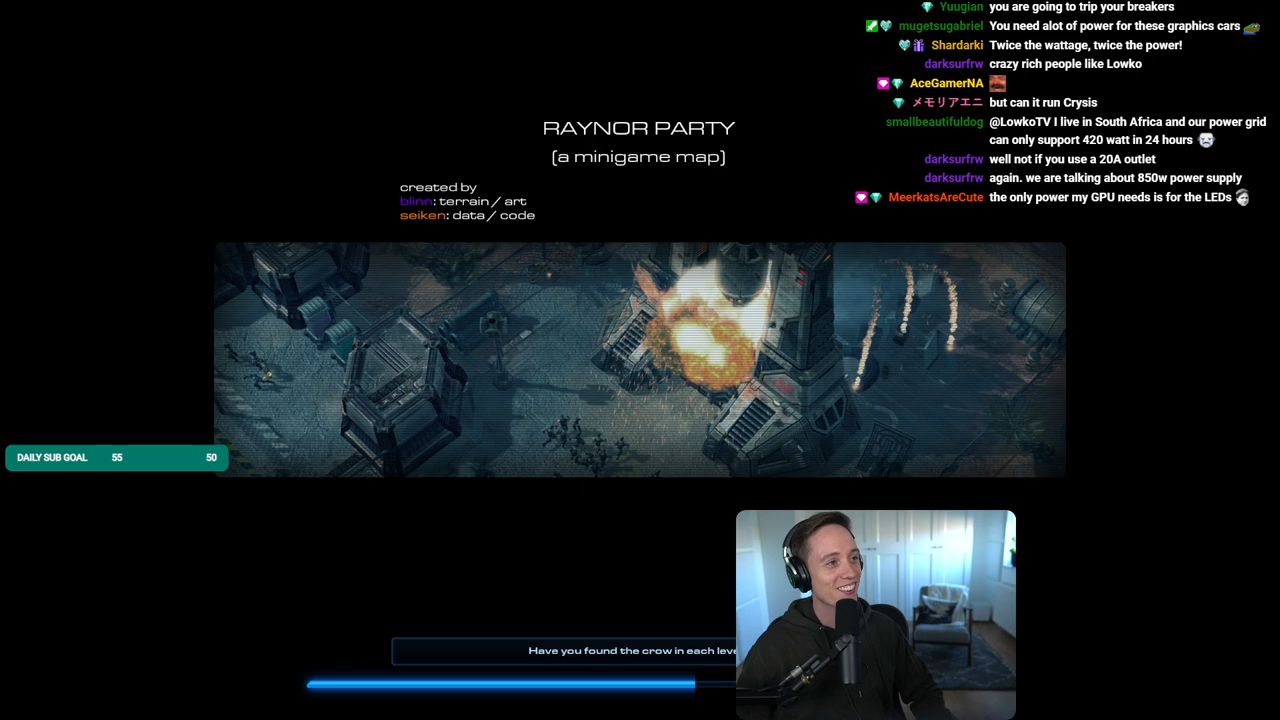 Yuugian you are going to trip your breakers
mugetsugabriel You need alot of power for these graphics cars
Shardarki Twice the wattage, twice the power!
darksurfrw crazy rich people like Lowko
AceGamerNA
メモリアエニ but can it run Crysis
smallbeautifuldog @LowkoTV I live in South Africa and our power grid
can only support 420 watt in 24 hours
darksurfrw well not if you use a 20A outlet
darksurfrw again. we are talking about 850w power supply
MeerkatsAreCute the only power my GPU needs is for the LEDs
RAYNOR PARTY
(a minigame map)
created by
blinn: terrain / art
seiken: data / code
DAILY SUB GOAL 55 50
Have you found the crow in each leve